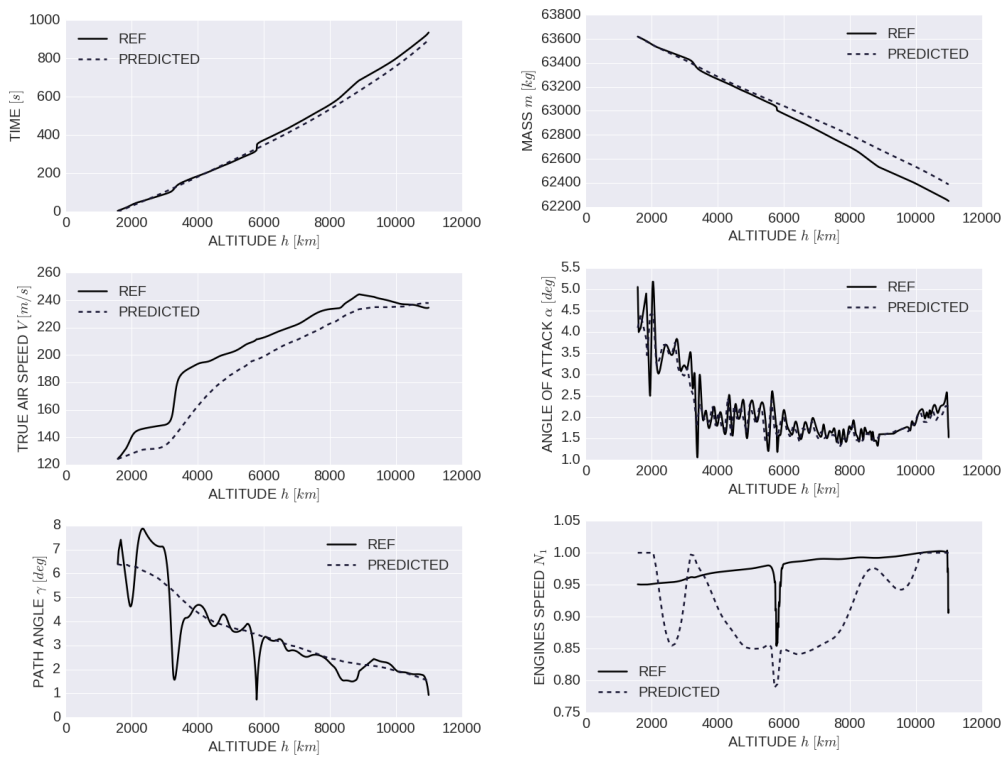 1000
800
600
400
200
0
TIME [s]
REF
PREDICTED
0 2000 4000 6000 8000 10000 12000
ALTITUDE h [km]
63800
63600
63400
63200
63000
62800
62600
62400
62200
MASS m [kg]
REF
PREDICTED
0 2000 4000 6000 8000 10000 12000
ALTITUDE h [km]
260
240
220
200
180
160
140
120
TRUE AIR SPEED V [m/s]
REF
PREDICTED
0 2000 4000 6000 8000 10000 12000
ALTITUDE h [km]
5.5
5.0
4.5
4.0
3.5
3.0
2.5
2.0
1.5
1.0
ANGLE OF ATTACK α [deg]
REF
PREDICTED
0 2000 4000 6000 8000 10000 12000
ALTITUDE h [km]
8
7
6
5
4
3
2
1
0
PATH ANGLE γ [deg]
REF
PREDICTED
0 2000 4000 6000 8000 10000 12000
ALTITUDE h [km]
1.05
1.00
0.95
0.90
0.85
0.80
0.75
ENGINES SPEED N₁
REF
PREDICTED
0 2000 4000 6000 8000 10000 12000
ALTITUDE h [km]